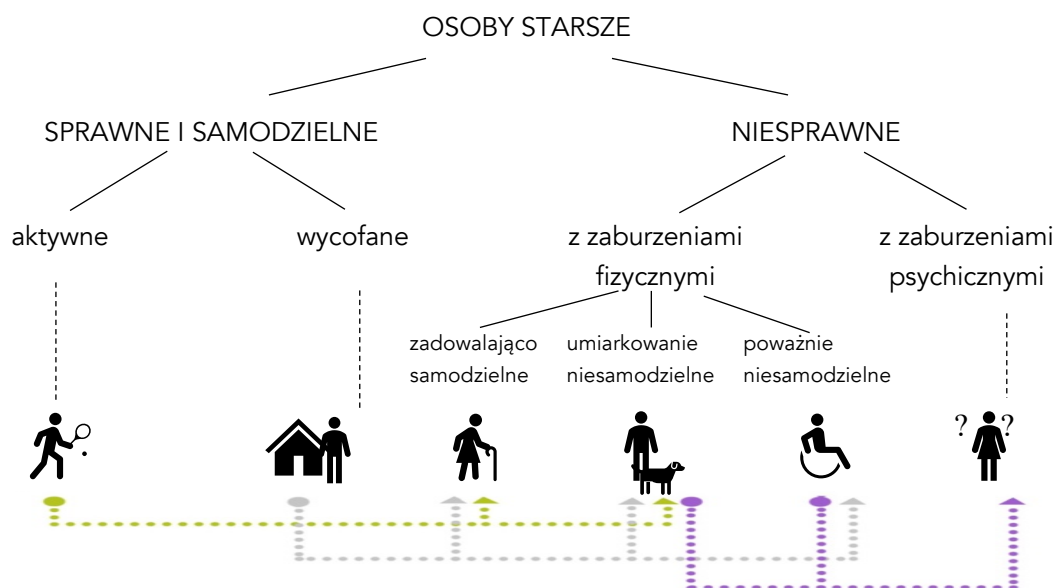 OSOBY STARSZE
SPRAWNE I SAMODZIELNE
NIESPRAWNE
aktywne
wycofane
z zaburzeniami
fizycznymi
z zaburzeniami
psychicznymi
zadowalająco
samodzielne
umiarkowanie
niesamodzielne
poważnie
niesamodzielne
? ?